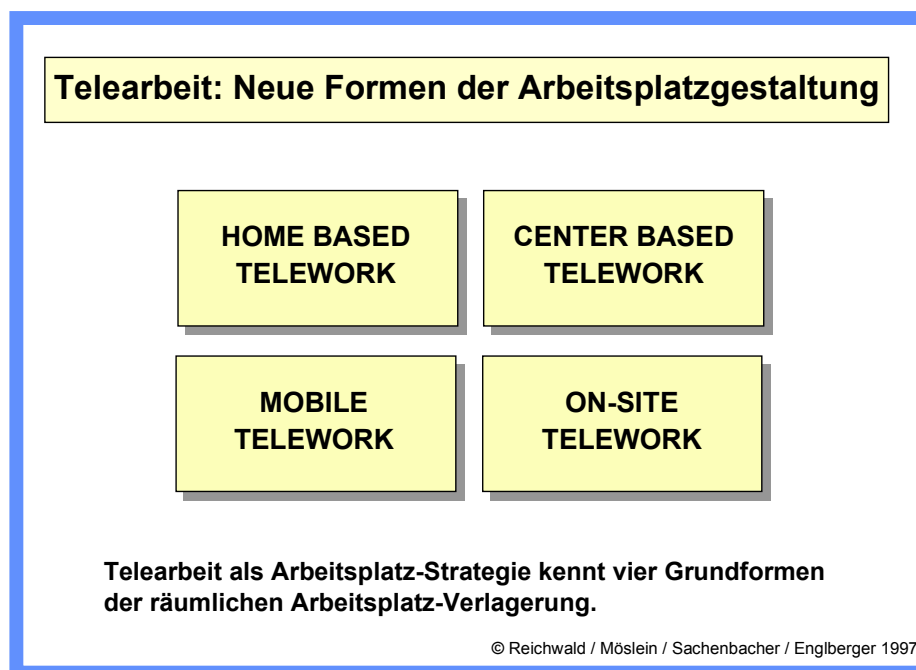 Telearbeit: Neue Formen der Arbeitsplatzgestaltung
HOME BASED
TELEWORK
CENTER BASED
TELEWORK
MOBILE
TELEWORK
ON-SITE
TELEWORK
Telearbeit als Arbeitsplatz-Strategie kennt vier Grundformen
der räumlichen Arbeitsplatz-Verlagerung.
© Reichwald / Möslein / Sachenbacher / Englberger 1997